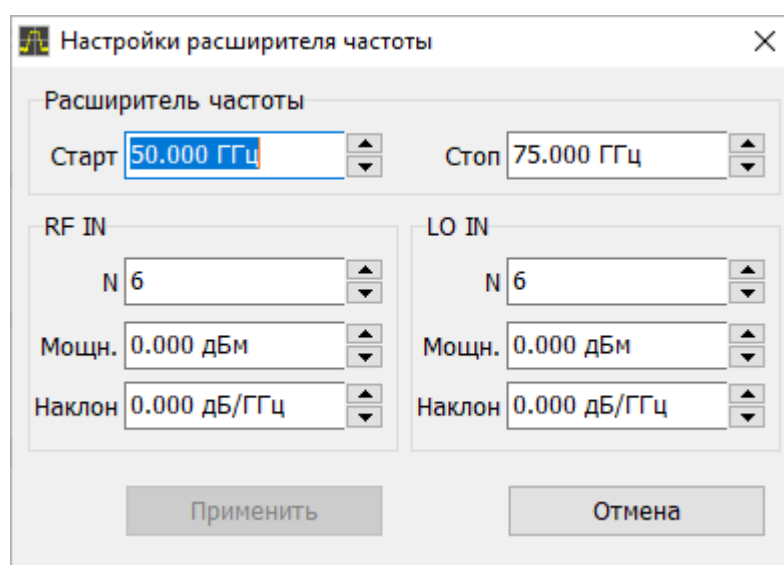 Настройки расширителя частоты
Расширитель частоты
Старт 50.000 ГГц Стоп 75.000 ГГц
RF IN LO IN
N 6 N 6
Мощн. 0.000 дБм Мощн. 0.000 дБм
Наклон 0.000 дБ/ГГц Наклон 0.000 дБ/ГГц
Применить Отмена